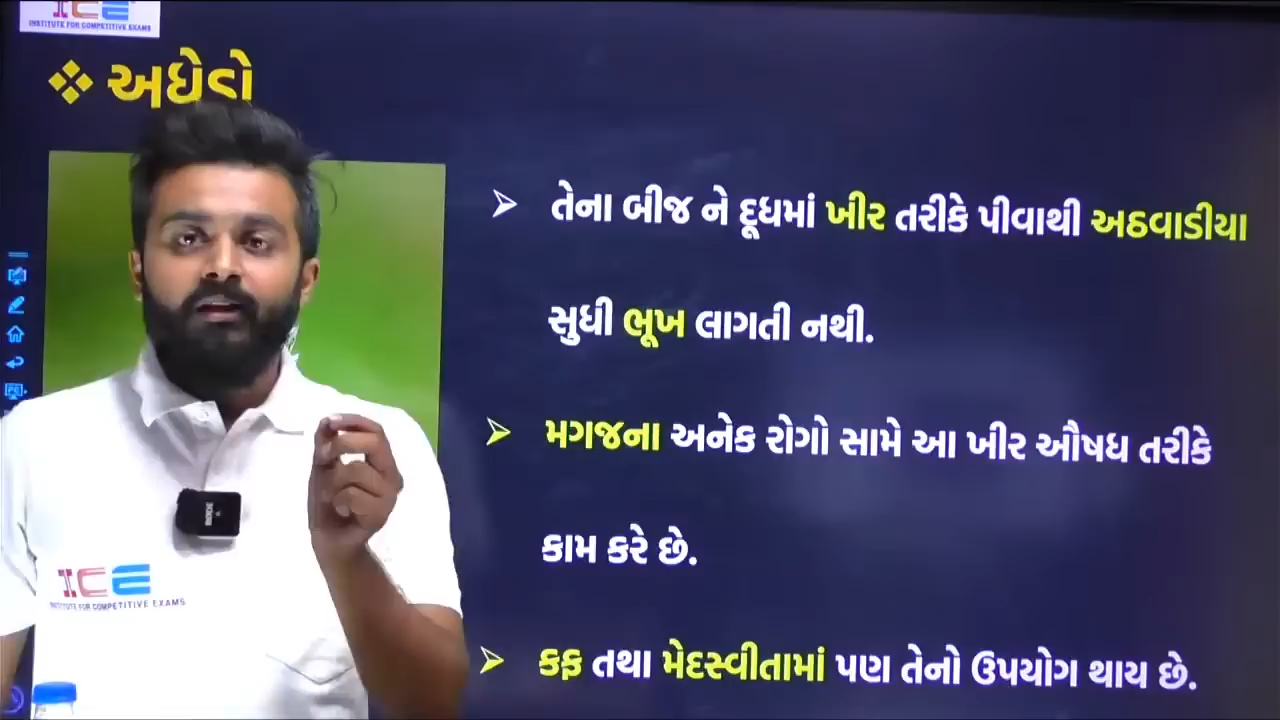 ICE
INSTITUTE FOR COMPETITIVE EXAMS
❖ અઘેડો
➢ તેના બીજ ને દૂધમાં ખીર તરીકે પીવાથી અઠવાડીયા
સુધી ભૂખ લાગતી નથી.
➢ મગજના અનેક રોગો સામે આ ખીર ઔષધ તરીકે
કામ કરે છે.
➢ કફ તથા મેદસ્વીતામાં પણ તેનો ઉપયોગ થાય છે.
ICE
INSTITUTE FOR COMPETITIVE EXAMS